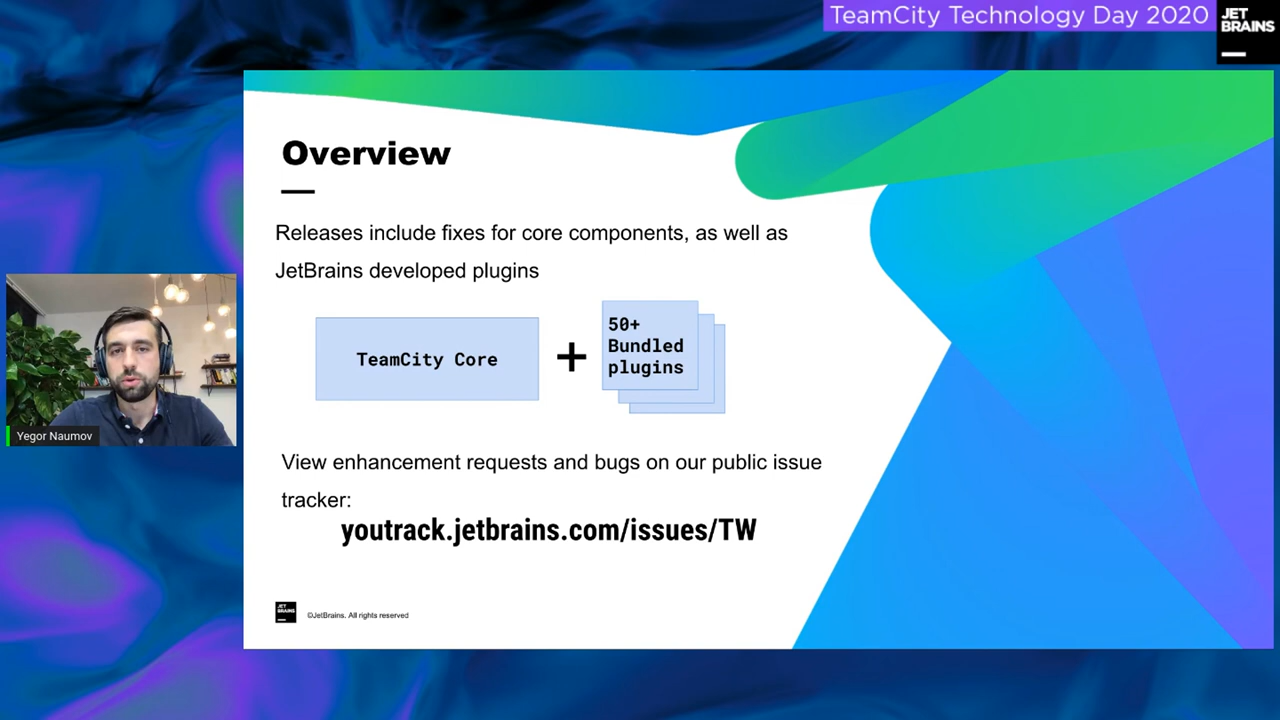 TeamCity Technology Day 2020
JET
BRAINS
Overview
Releases include fixes for core components, as well as
JetBrains developed plugins
TeamCity Core
+
50+
Bundled
plugins
Yegor Naumov
View enhancement requests and bugs on our public issue
tracker:
youtrack.jetbrains.com/issues/TW
JET
BRAINS
©JetBrains. All rights reserved